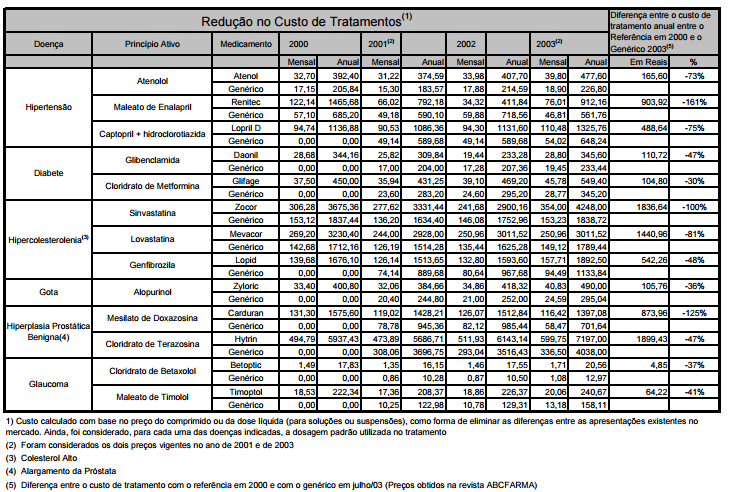 Redução no Custo de Tratamentos(1)
Diferença entre o custo de tratamento anual entre o Referência em 2000 e o Genérico 2003(5)
Doença Princípio Ativo Medicamento 2000 2001(2) 2002 2003(2)
Mensal Anual Mensal Anual Mensal Anual Mensal Anual Em Reais %
Hipertensão
Atenolol
Atenol 32,70 392,40 31,22 374,59 33,98 407,70 39,80 477,60 165,60 -73%
Genérico 17,15 205,84 15,30 183,57 17,88 214,59 18,90 226,80
Maleato de Enalapril
Renitec 122,14 1465,68 66,02 792,18 34,32 411,84 76,01 912,16 903,92 -161%
Genérico 57,10 685,20 49,18 590,10 59,88 718,56 46,81 561,76
Captopril + hidroclorotiazida
Lopril D 94,74 1136,88 90,53 1086,36 94,30 1131,60 110,48 1325,76 488,64 -75%
Genérico 0,00 0,00 49,14 589,68 49,14 589,68 54,02 648,24
Diabete
Glibenclamida
Daonil 28,68 344,16 25,82 309,84 19,44 233,28 28,80 345,60 110,72 -47%
Genérico 0,00 0,00 17,00 204,00 17,28 207,36 19,45 233,44
Cloridrato de Metformina
Glifage 37,50 450,00 35,94 431,25 39,10 469,20 45,78 549,40 104,80 -30%
Genérico 0,00 0,00 23,60 283,20 24,60 295,20 28,77 345,20
Hipercolesterolenia(3)
Sinvastatina
Zocor 306,28 3675,36 277,62 3331,44 241,68 2900,16 354,00 4248,00 1836,64 -100%
Genérico 153,12 1837,44 136,20 1634,40 146,08 1752,96 153,23 1838,72
Lovastatina
Mevacor 269,20 3230,40 244,00 2928,00 250,96 3011,52 250,96 3011,52 1440,96 -81%
Genérico 142,68 1712,16 126,19 1514,28 135,44 1625,28 149,12 1789,44
Genfibrozila
Lopid 139,68 1676,10 126,14 1513,65 132,80 1593,60 157,71 1892,50 542,26 -48%
Genérico 0,00 0,00 74,14 889,68 80,64 967,68 94,49 1133,84
Gota
Alopurinol
Zyloric 33,40 400,80 32,06 384,66 34,86 418,32 40,83 490,00 105,76 -36%
Genérico 0,00 0,00 20,40 244,80 21,00 252,00 24,59 295,04
Hiperplasia Prostática Benigna(4)
Mesilato de Doxazosina
Carduran 131,30 1575,60 119,02 1428,21 126,07 1512,84 116,42 1397,08 873,96 -125%
Genérico 0,00 0,00 78,78 945,36 82,12 985,44 58,47 701,64
Cloridrato de Terazosina
Hytrin 494,79 5937,43 473,89 5686,71 511,93 6143,14 599,75 7197,00 1899,43 -47%
Genérico 0,00 0,00 308,06 3696,75 293,04 3516,43 336,50 4038,00
Glaucoma
Cloridrato de Betaxolol
Betoptic 1,49 17,83 1,35 16,15 1,46 17,55 1,71 20,56 4,85 -37%
Genérico 0,00 0,00 0,86 10,28 0,87 10,50 1,08 12,97
Maleato de Timolol
Timoptol 18,53 222,34 17,36 208,37 18,86 226,37 20,06 240,67 64,22 -41%
Genérico 0,00 0,00 10,25 122,98 10,78 129,31 13,18 158,11
1) Custo calculado com base no preço do comprimido ou da dose líquida (para soluções ou suspensões), como forma de eliminar as diferenças entre as apresentações existentes no
mercado. Ainda, foi considerado, para cada uma das doenças indicadas, a dosagem padrão utilizada no tratamento
(2) Foram considerados os dois preços vigentes no ano de 2001 e de 2003
(3) Colesterol Alto
(4) Alargamento da Próstata
(5) Diferença entre o custo de tratamento com o referência em 2000 e com o genérico em julho/03 (Preços obtidos na revista ABCFARMA)